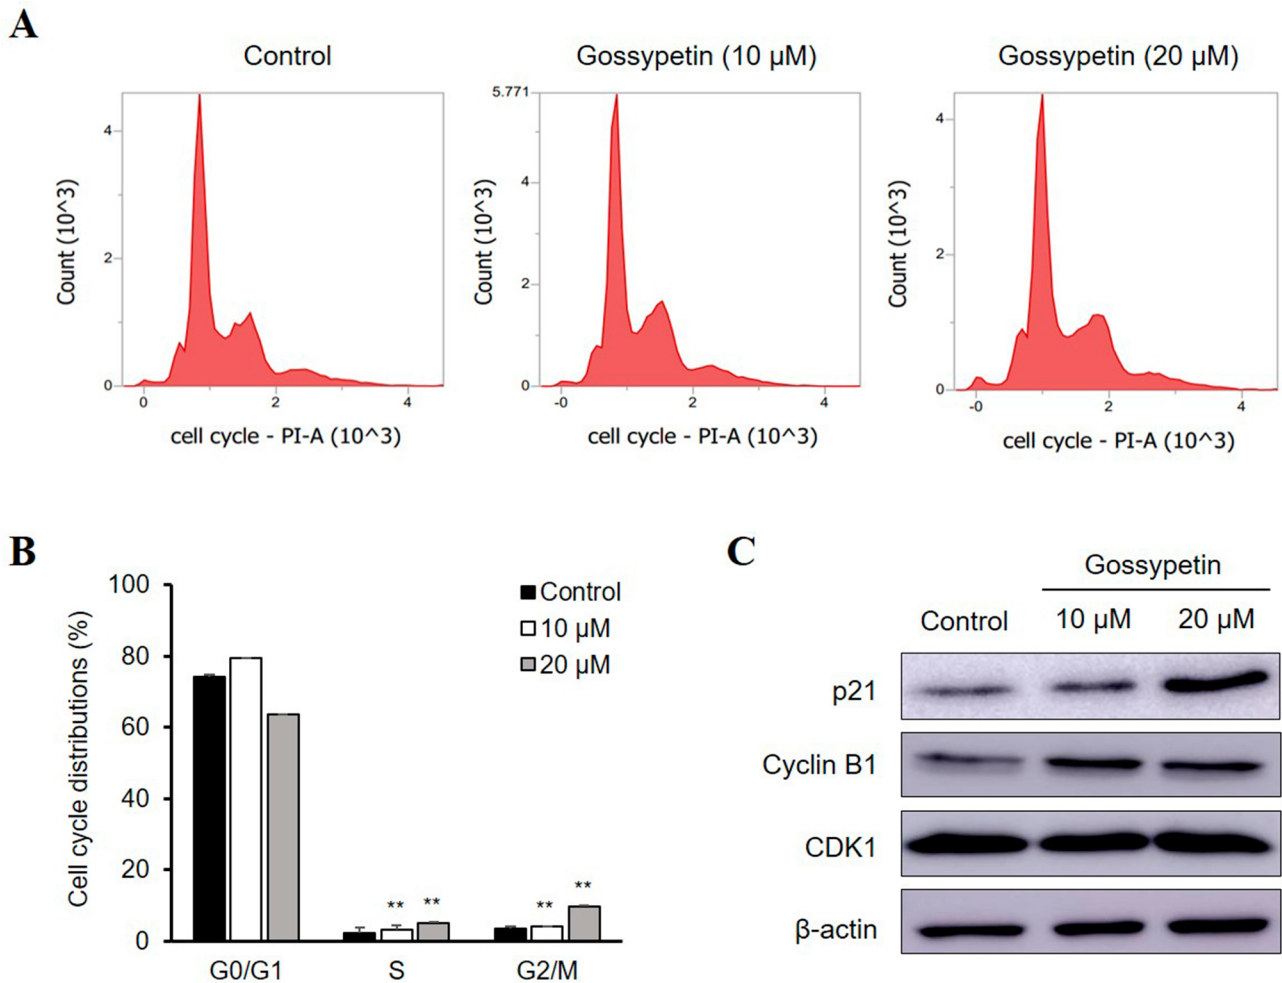 A
Control
Gossypetin (10 µM)
Gossypetin (20 µM)
Count (10^3)
4
2
0
0
2
4
cell cycle - PI-A (10^3)
Count (10^3)
5.771
4
2
0
-0
2
4
cell cycle - PI-A (10^3)
Count (10^3)
4
2
0
-0
2
4
cell cycle - PI-A (10^3)
B
Cell cycle distributions (%)
100
80
60
40
20
0
Control
10 µM
20 µM
** **
** **
G0/G1 S G2/M
C
Gossypetin
Control 10 µM 20 µM
p21
Cyclin B1
CDK1
β-actin